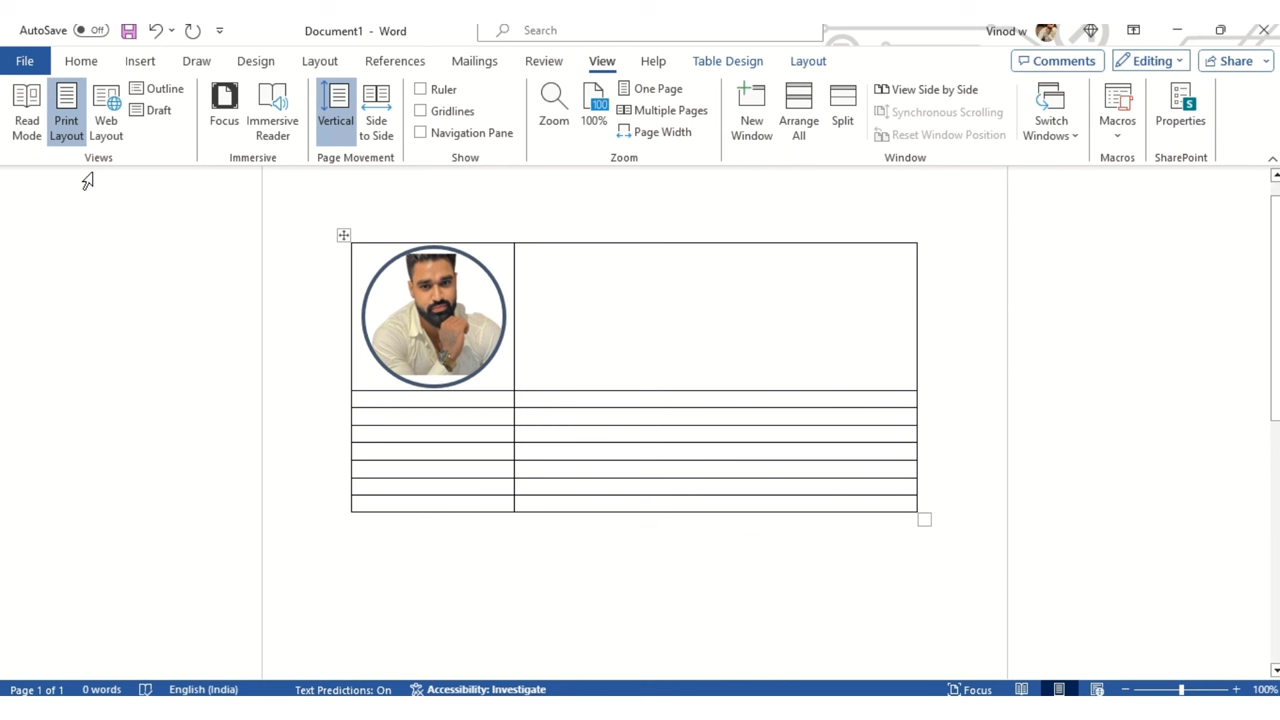 AutoSave Off Document1 - Word Search Vinod w
File Home Insert Draw Design Layout References Mailings Review View Help Table Design Layout Comments Editing Share
Read Mode
Print Layout
Web Layout
Outline
Draft
Views
Focus
Immersive Reader
Immersive
Vertical
Side to Side
Page Movement
Ruler
Gridlines
Navigation Pane
Show
Zoom
100
100%
One Page
Multiple Pages
Page Width
Zoom
New Window
Arrange All
Split
View Side by Side
Synchronous Scrolling
Reset Window Position
Switch Windows
Window
Macros
Macros
S
Properties
SharePoint
Page 1 of 1 0 words English (India) Text Predictions: On Accessibility: Investigate Focus 100%